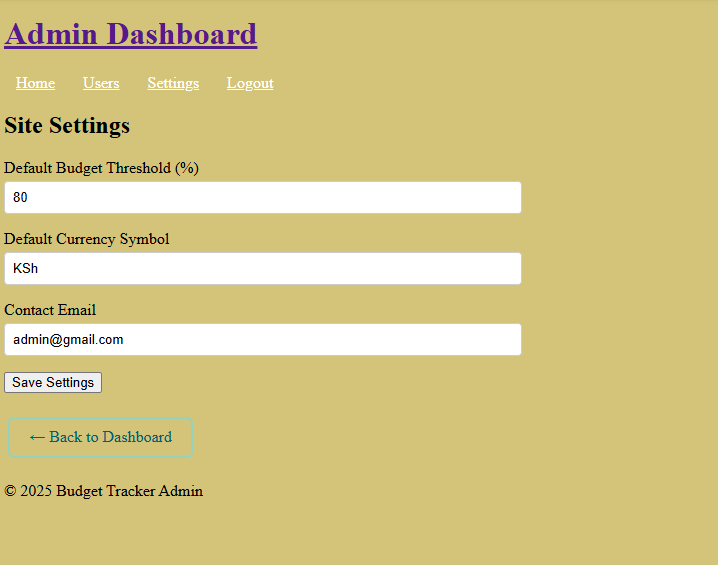 Admin Dashboard
Home Users Settings Logout
Site Settings
Default Budget Threshold (%)
80
Default Currency Symbol
KSh
Contact Email
admin@gmail.com
Save Settings
← Back to Dashboard
© 2025 Budget Tracker Admin